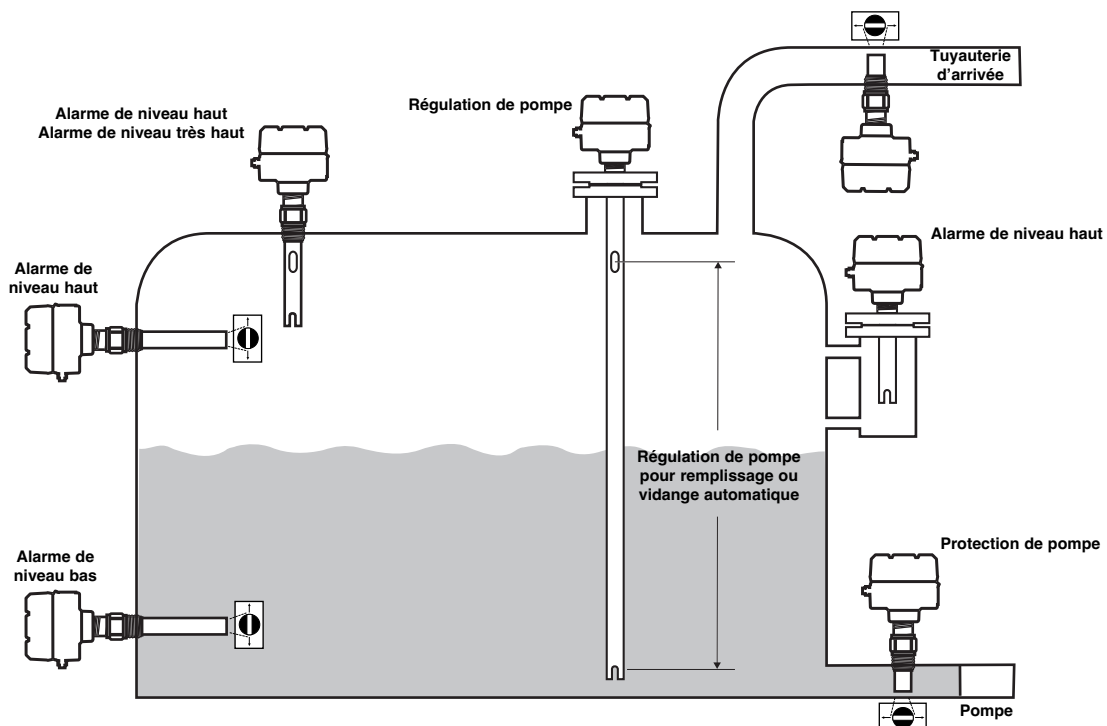 Tuyauterie
d'arrivée
Alarme de niveau haut
Alarme de niveau très haut
Régulation de pompe
Alarme de niveau haut
Alarme de
niveau haut
Régulation de pompe
pour remplissage ou
vidange automatique
Protection de pompe
Alarme de
niveau bas
Pompe